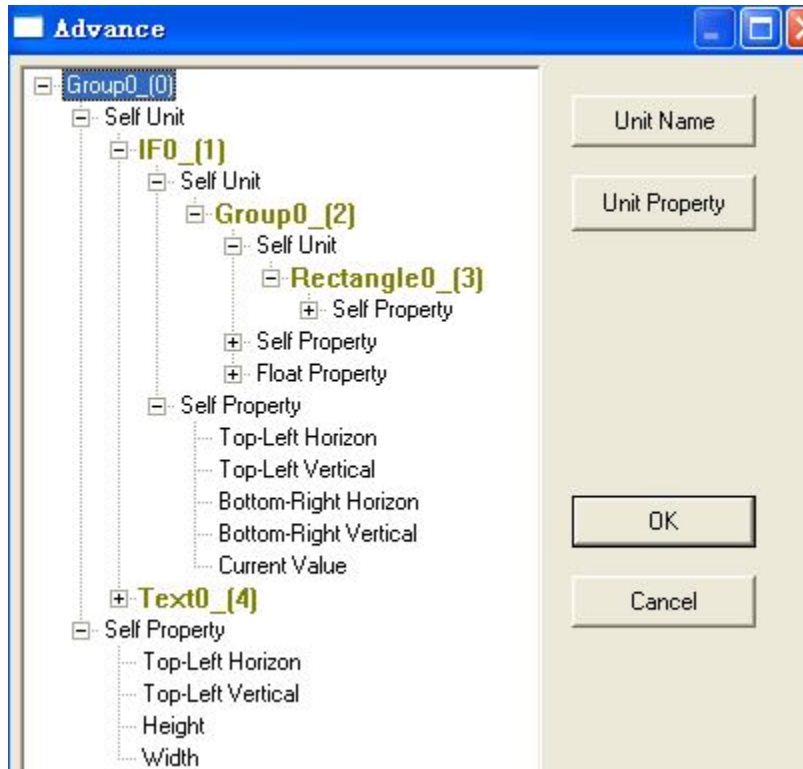 Advance
Group0_(0)
Self Unit
IF0_(1)
Self Unit
Group0_(2)
Self Unit
Rectangle0_(3)
Self Property
Self Property
Float Property
Self Property
Top-Left Horizon
Top-Left Vertical
Bottom-Right Horizon
Bottom-Right Vertical
Current Value
Text0_(4)
Self Property
Top-Left Horizon
Top-Left Vertical
Height
Width
Unit Name
Unit Property
OK
Cancel